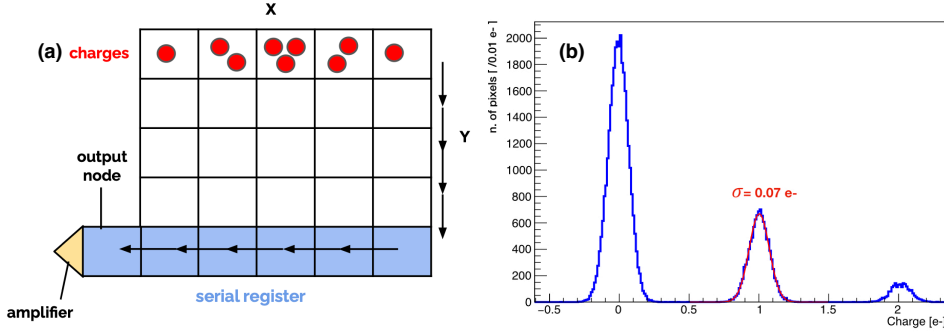 X
(a)
charges
Y
output
node
amplifier
serial register
(b)
n. of pixels [ /0.01 e- ]
2000
1800
1600
1400
1200
1000
800
600
400
200
0
σ = 0.07 e-
−0.5
0
0.5
1
1.5
2
Charge [e-]